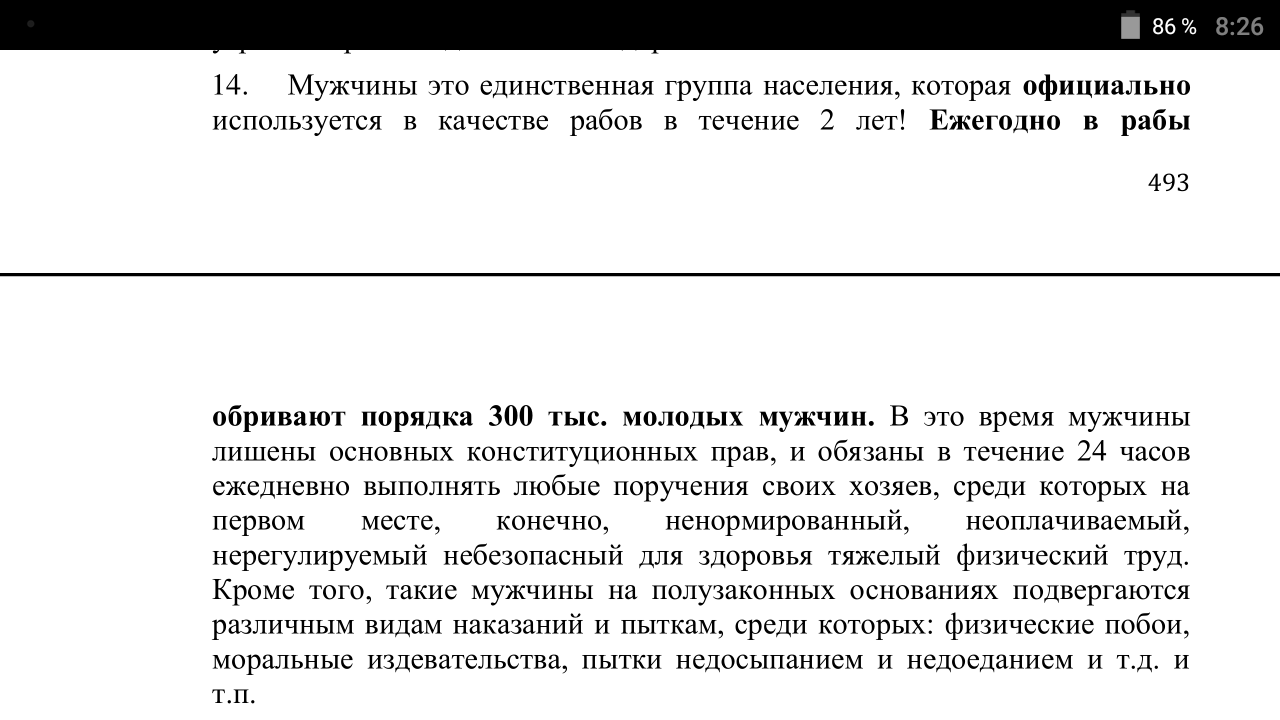 86 % 8:26
14. Мужчины это единственная группа населения, которая официально
используется в качестве рабов в течение 2 лет! Ежегодно в рабы
493
обривают порядка 300 тыс. молодых мужчин. В это время мужчины
лишены основных конституционных прав, и обязаны в течение 24 часов
ежедневно выполнять любые поручения своих хозяев, среди которых на
первом месте, конечно, ненормированный, неоплачиваемый,
нерегулируемый небезопасный для здоровья тяжелый физический труд.
Кроме того, такие мужчины на полузаконных основаниях подвергаются
различным видам наказаний и пыткам, среди которых: физические побои,
моральные издевательства, пытки недосыпанием и недоеданием и т.д. и
т.п.